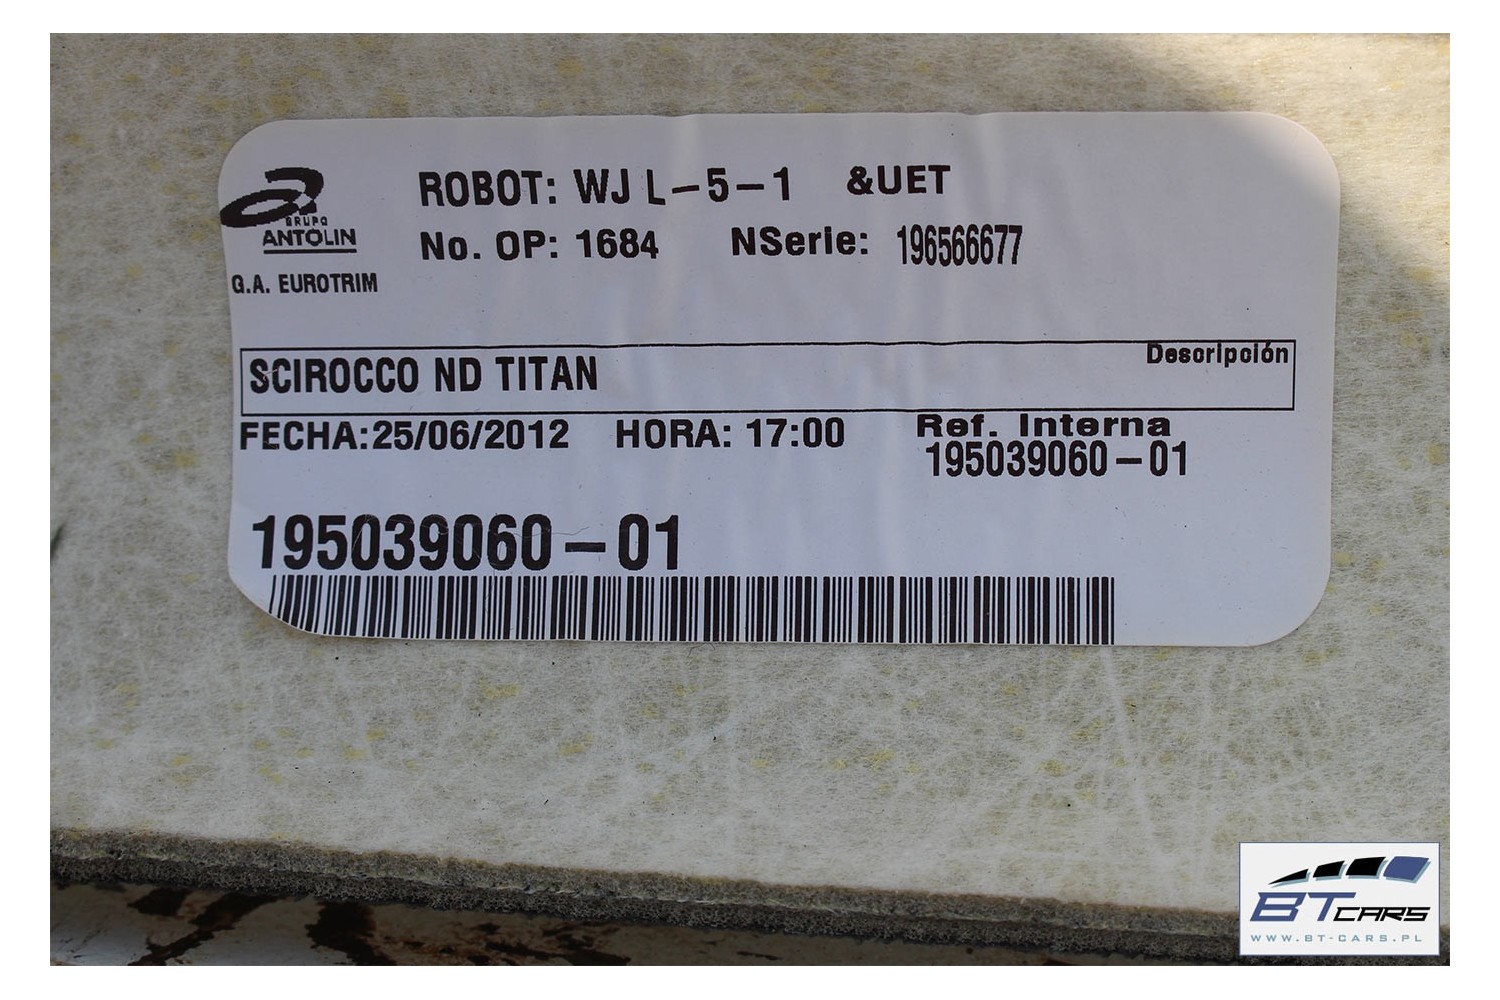 ROBOT: WJ L-5-1 &UET
GRUPO
ANTOLIN
No. OP: 1684 NSerie: 196566677
G.A. EUROTRIM
Descripción
SCIROCCO ND TITAN
FECHA:25/06/2012 HORA: 17:00 Ref. Interna
195039060-01
195039060-01
BT CARS
WWW.BT-CARS.PL